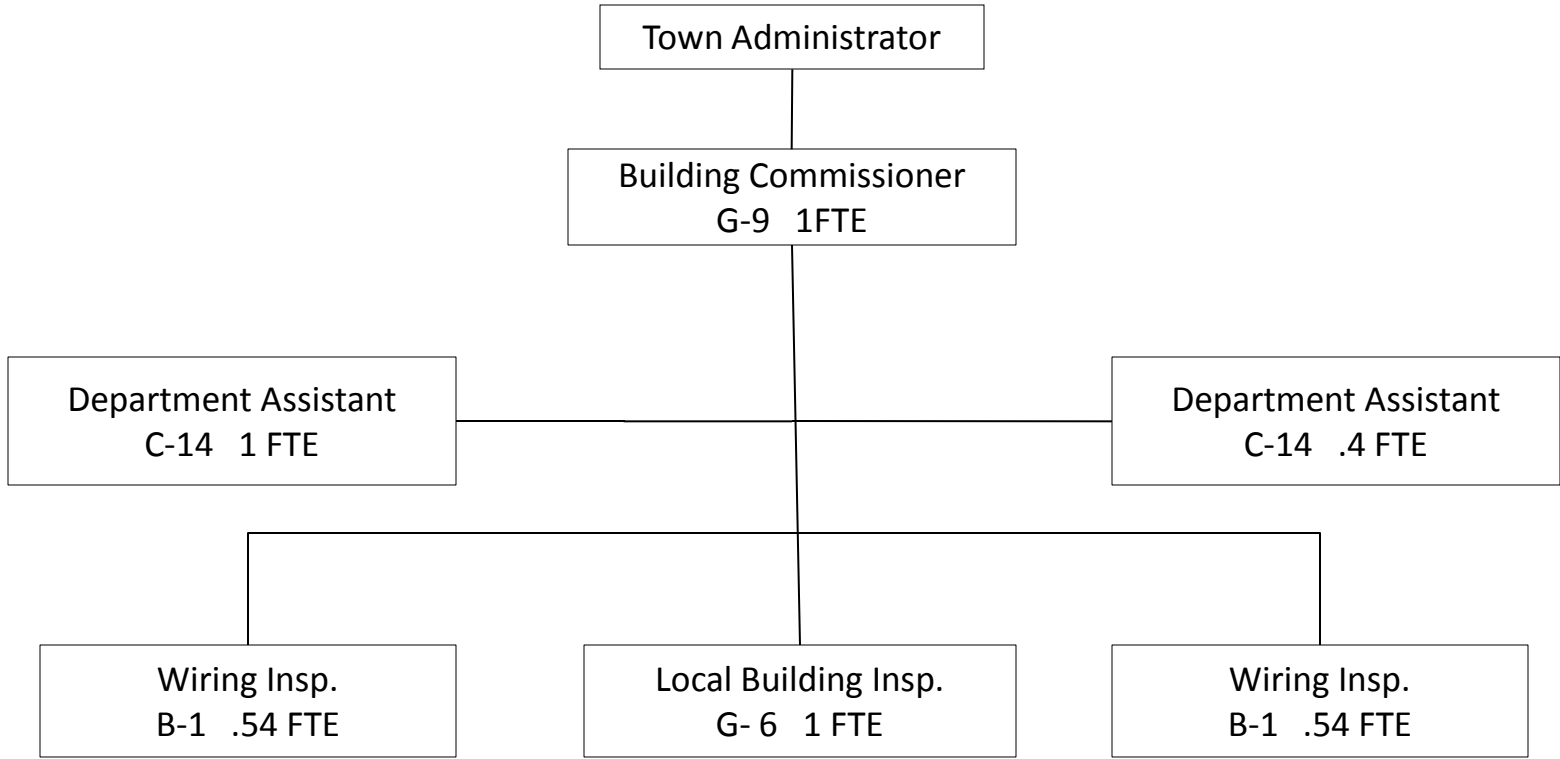 Town Administrator
Building Commissioner
G-9 1FTE
Department Assistant
C-14 1 FTE
Department Assistant
C-14 .4 FTE
Wiring Insp.
B-1 .54 FTE
Local Building Insp.
G- 6 1 FTE
Wiring Insp.
B-1 .54 FTE